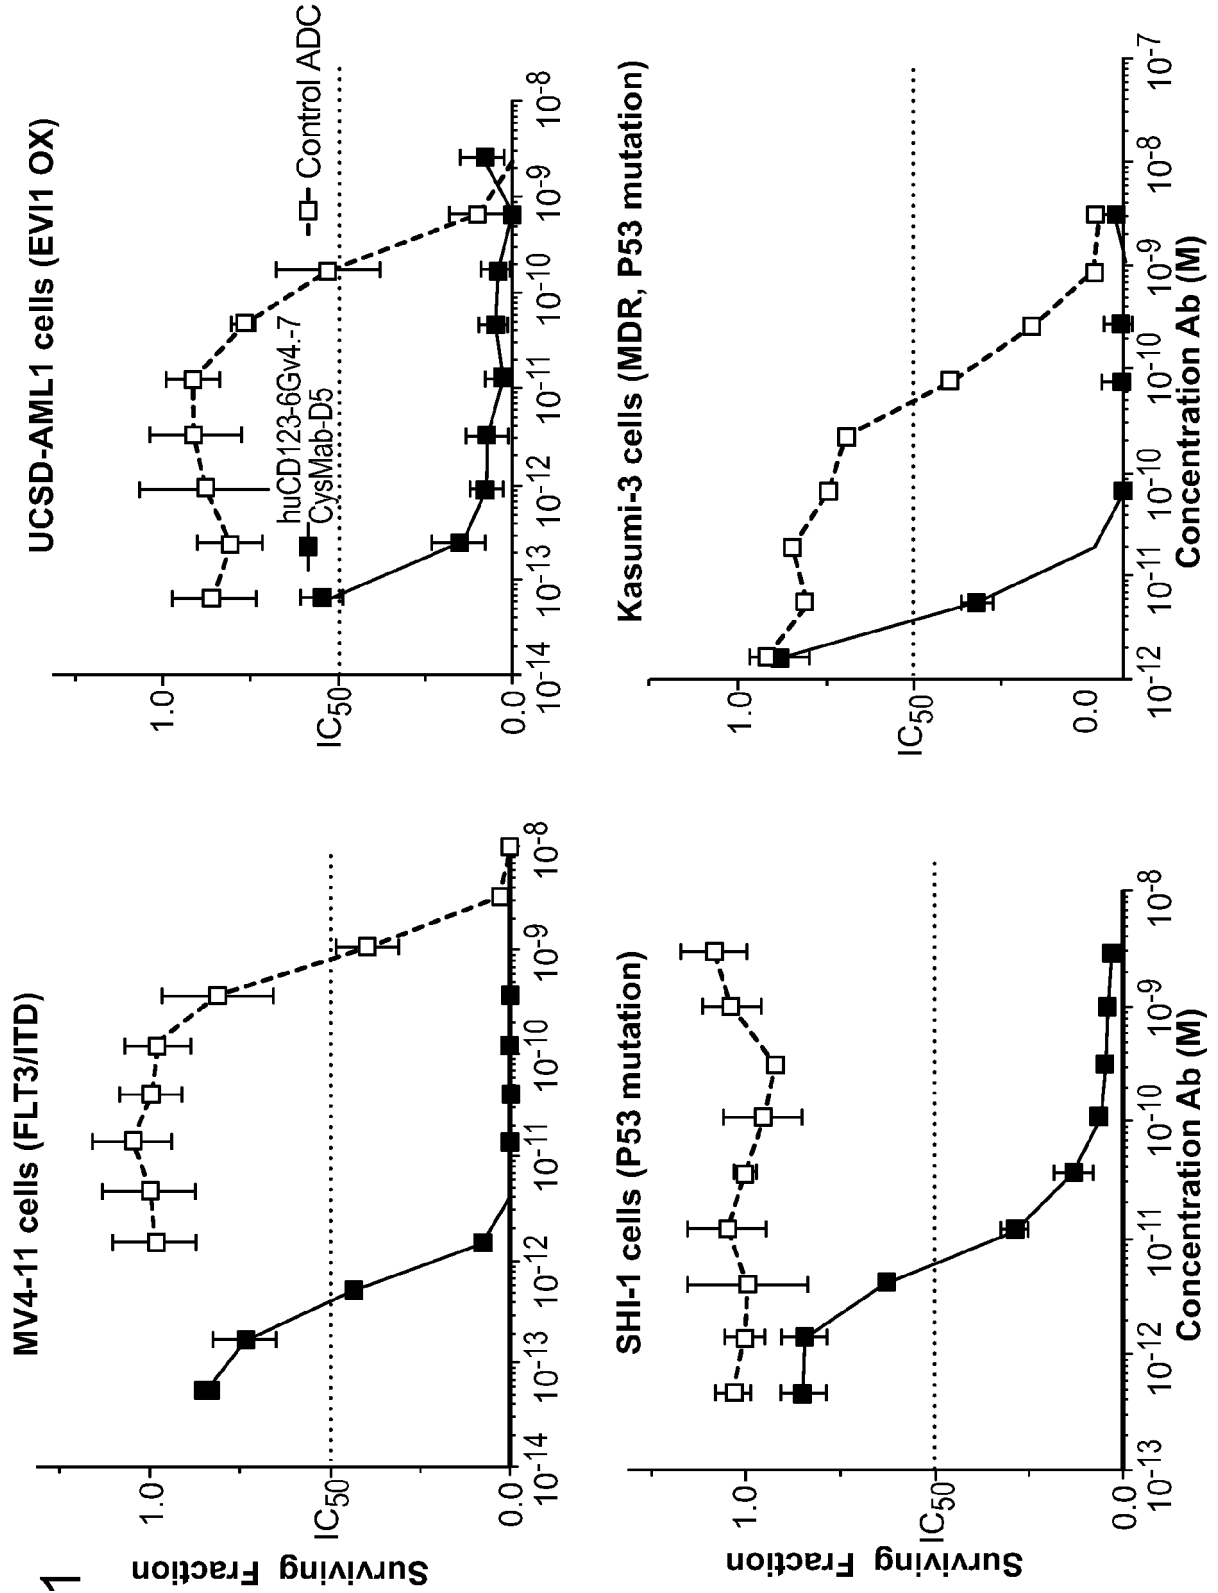 1
MV4-11 cells (FLT3/ITD)
Surviving Fraction
1.0
IC50
0.0
10-14
10-13
10-12
10-11
10-10
10-9
10-8
UCSD-AML1 cells (EVI1 OX)
huCD123-6Gv4.-7
CysMab-D5
Control ADC
1.0
IC50
0.0
10-14
10-13
10-12
10-11
10-10
10-9
10-8
SHI-1 cells (P53 mutation)
Surviving Fraction
1.0
IC50
0.0
10-13
10-12
10-11
10-10
10-9
10-8
Concentration Ab (M)
Kasumi-3 cells (MDR, P53 mutation)
1.0
IC50
0.0
10-12
10-11
10-10
10-10
10-9
10-8
10-7
Concentration Ab (M)